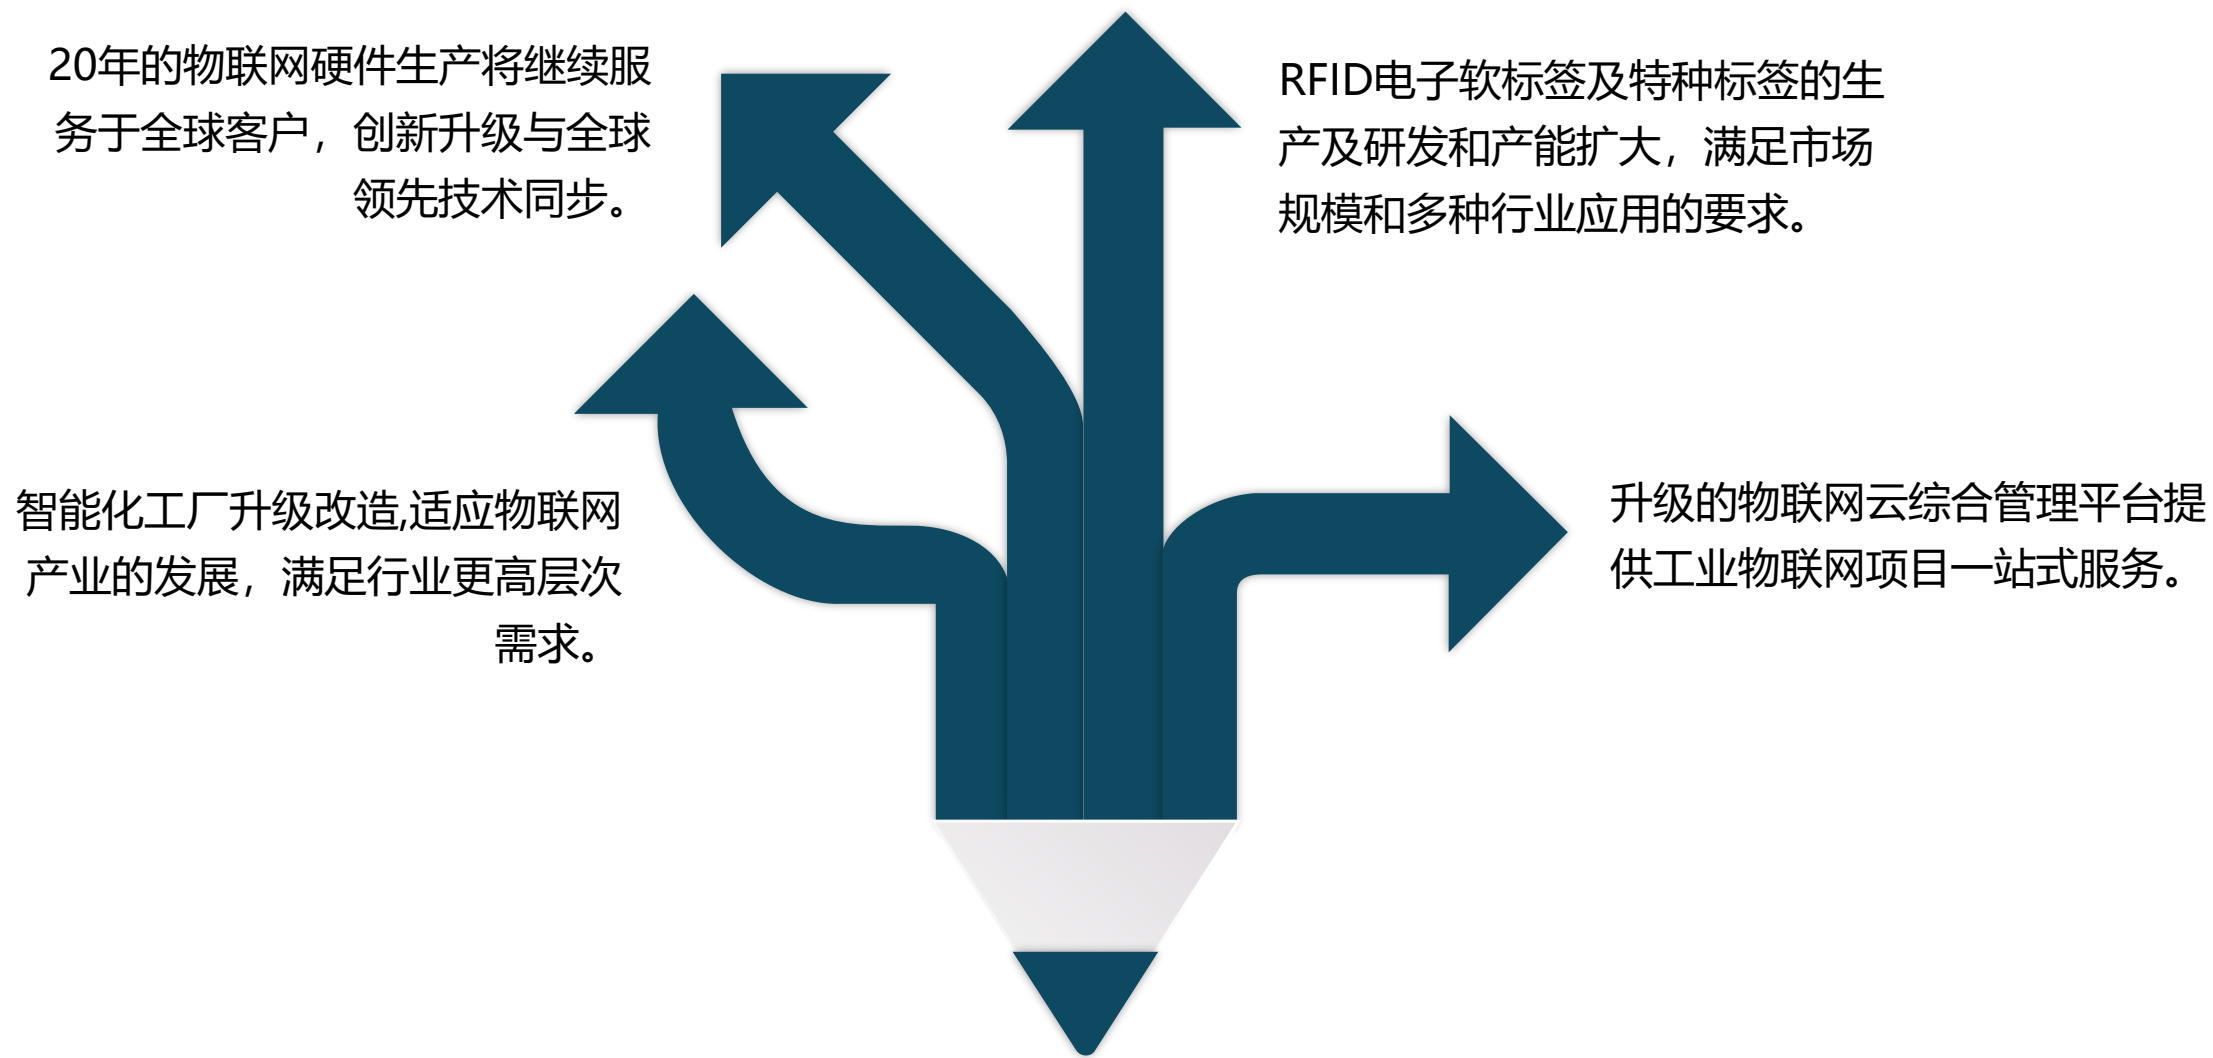 20年的物联网硬件生产将继续服
务于全球客户，创新升级与全球
领先技术同步。
RFID电子软标签及特种标签的生
产及研发和产能扩大，满足市场
规模和多种行业应用的要求。
智能化工厂升级改造,适应物联网
产业的发展，满足行业更高层次
需求。
升级的物联网云综合管理平台提
供工业物联网项目一站式服务。